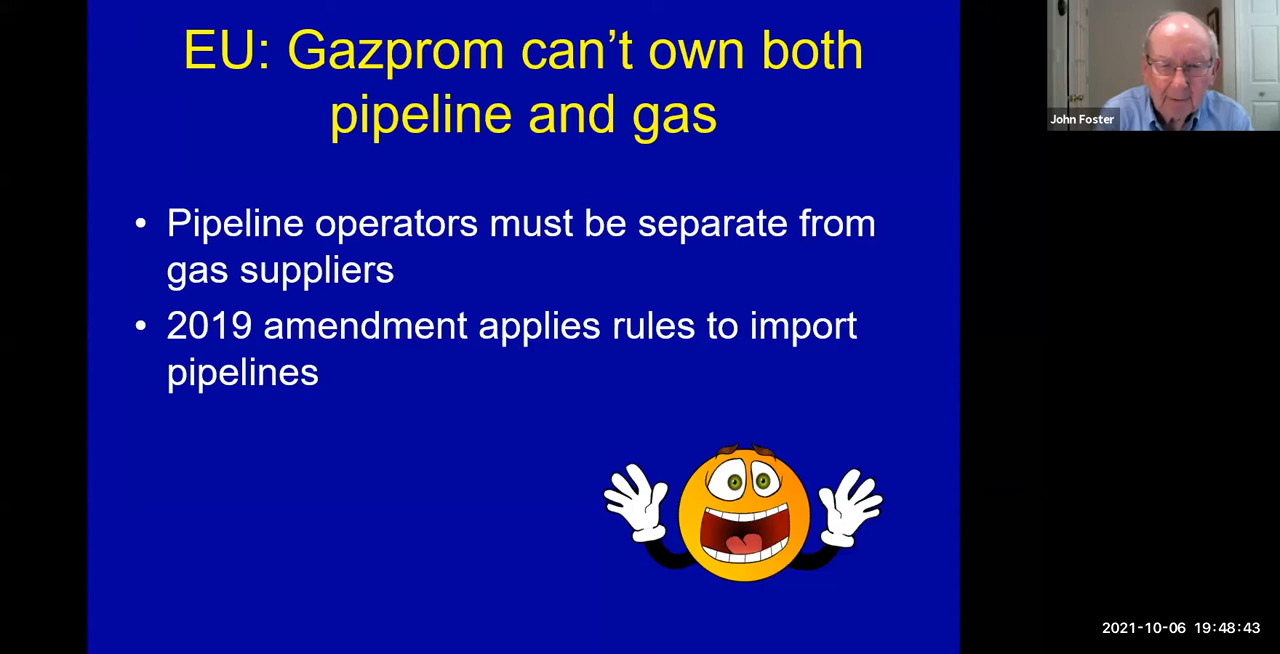 EU: Gazprom can’t own both
pipeline and gas
• Pipeline operators must be separate from
gas suppliers
• 2019 amendment applies rules to import
pipelines
John Foster
2021-10-06 19:48:43